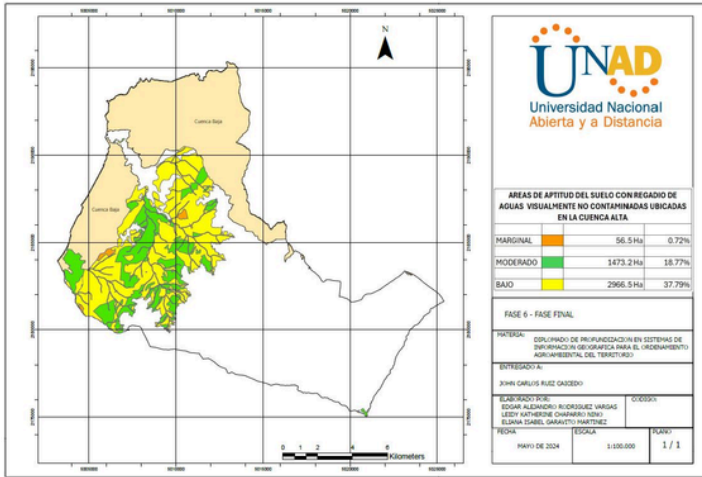 N
Cuenca Baja
Cuenca Baja
0 1 2 4 6
Kilometers
UNAD
Universidad Nacional
Abierta y a Distancia
AREAS DE APTITUD DEL SUELO CON REGADIO DE
AGUAS VISUALMENTE NO CONTAMINADAS UBICADAS
EN LA CUENCA ALTA
MARGINAL 56.5 Ha 0.72%
MODERADO 1473.2 Ha 18.77%
BAJO 2966.5 Ha 37.79%
FASE 6 - FASE FINAL
MATERIA:
DIPLOMADO DE PROFUNDIZACION EN SISTEMAS DE
INFORMACION GEOGRAFICA PARA EL ORDENAMIENTO
AGROAMBIENTAL DEL TERRITORIO
ENTREGADO A:
JOHN CARLOS RUIZ CAICEDO
ELABORADO POR:
EDGAR ALEJANDRO RODRIGUEZ VARGAS
LEIDY KATHERINE CHAPARRO NINO
ELIANA ISABEL GARAVITO MARTINEZ
CODIGO:
FECHA
MAYO DE 2024
ESCALA
1:100.000
PLANO
1 / 1